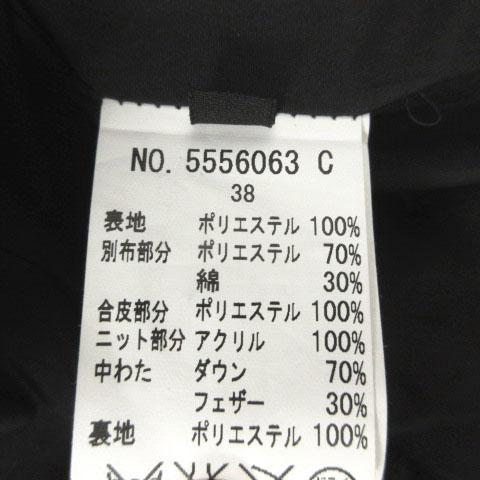 NO. 5556063 C
38
表地 ポリエステル 100%
別布部分 ポリエステル 70%
綿 30%
合皮部分 ポリエステル 100%
ニット部分 アクリル 100%
中わた ダウン 70%
フェザー 30%
裏地 ポリエステル 100%